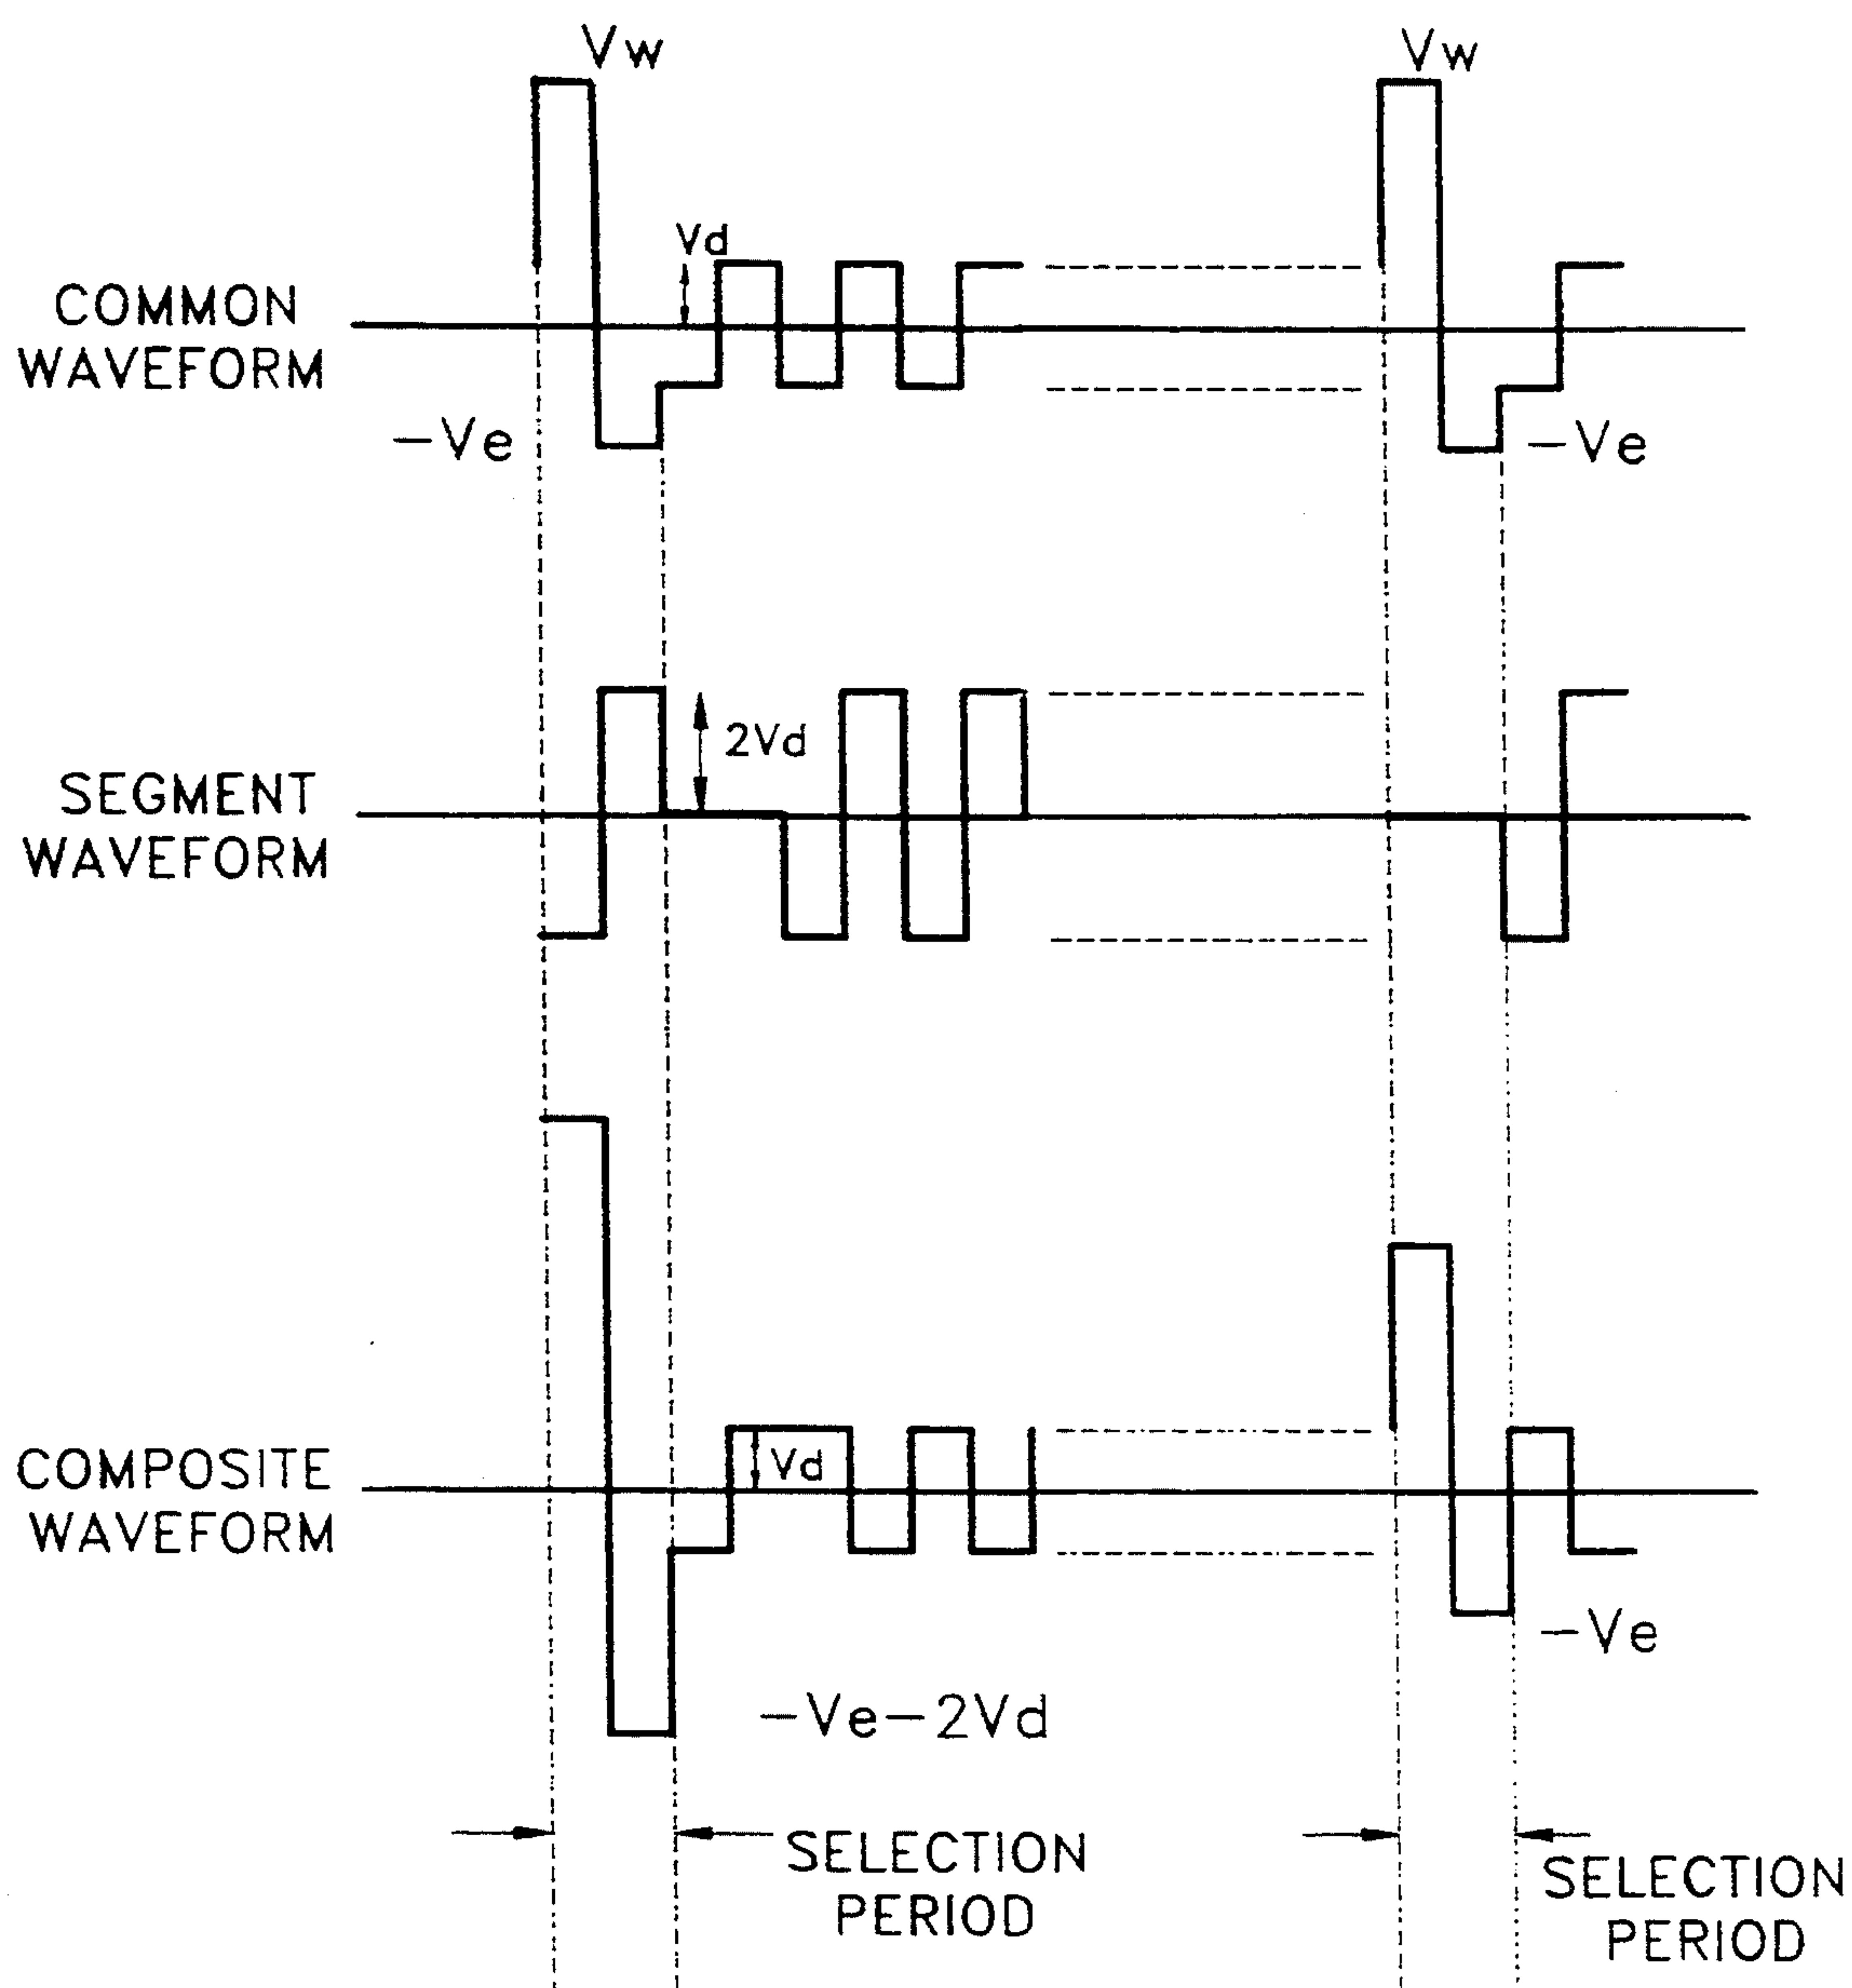 Vw
Vw
Vd
COMMON
WAVEFORM
-Ve
-Ve
2Vd
SEGMENT
WAVEFORM
Vd
COMPOSITE
WAVEFORM
-Ve
-Ve-2Vd
SELECTION
PERIOD
SELECTION
PERIOD